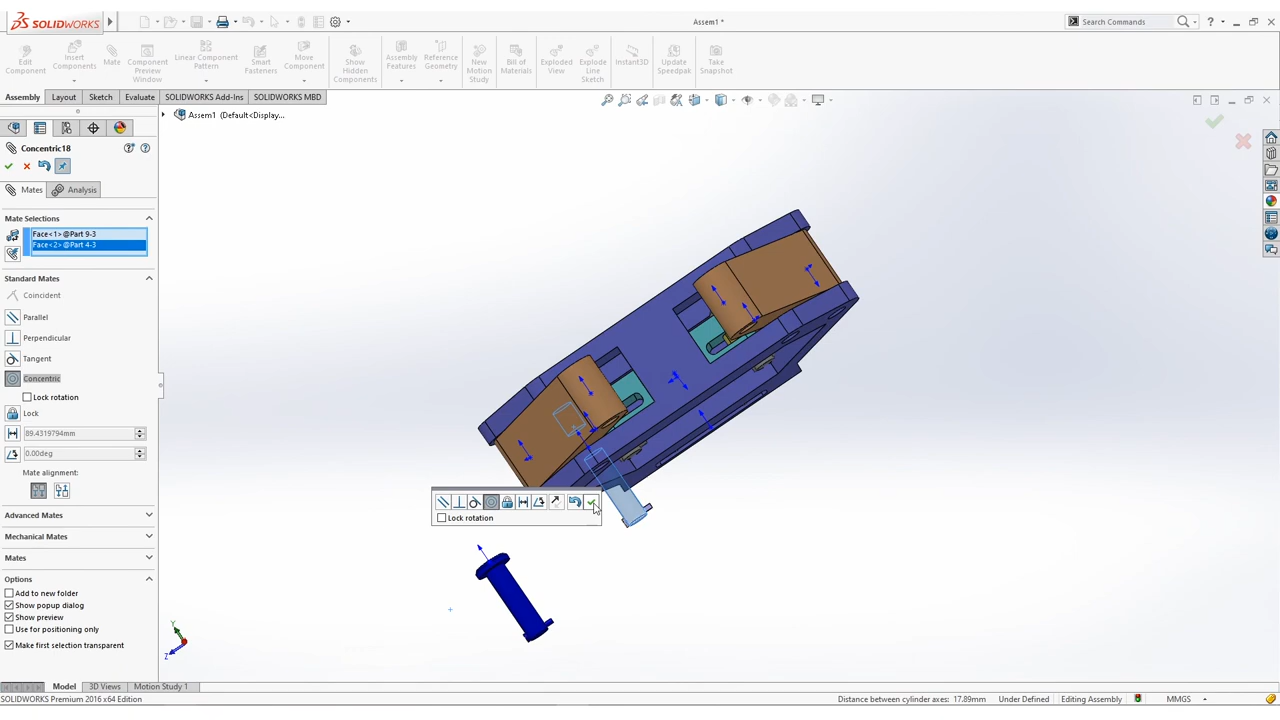 SOLIDWORKS
Assem1 *
Search Commands
Edit Component
Insert Components
Mate
Component Preview Window
Linear Component Pattern
Smart Fasteners
Move Component
Show Hidden Components
Assembly Features
Reference Geometry
New Motion Study
Bill of Materials
Exploded View
Explode Line Sketch
Instant3D
Update Speedpak
Take Snapshot
Assembly Layout Sketch Evaluate SOLIDWORKS Add-Ins SOLIDWORKS MBD
Assem1 (Default<Display...
Concentric18
Mates Analysis
Mate Selections
Face<1>@Part 9-3
Face<2>@Part 4-3
Standard Mates
Coincident
Parallel
Perpendicular
Tangent
Concentric
Lock rotation
Lock
89.4319794mm
0.00deg
Mate alignment:
Advanced Mates
Mechanical Mates
Mates
Options
Add to new folder
Show popup dialog
Show preview
Use for positioning only
Make first selection transparent
Lock rotation
Y
Z
Model 3D Views Motion Study 1
SOLIDWORKS Premium 2016 x64 Edition
Distance between cylinder axes: 17.89mm Under Defined Editing Assembly MMGS